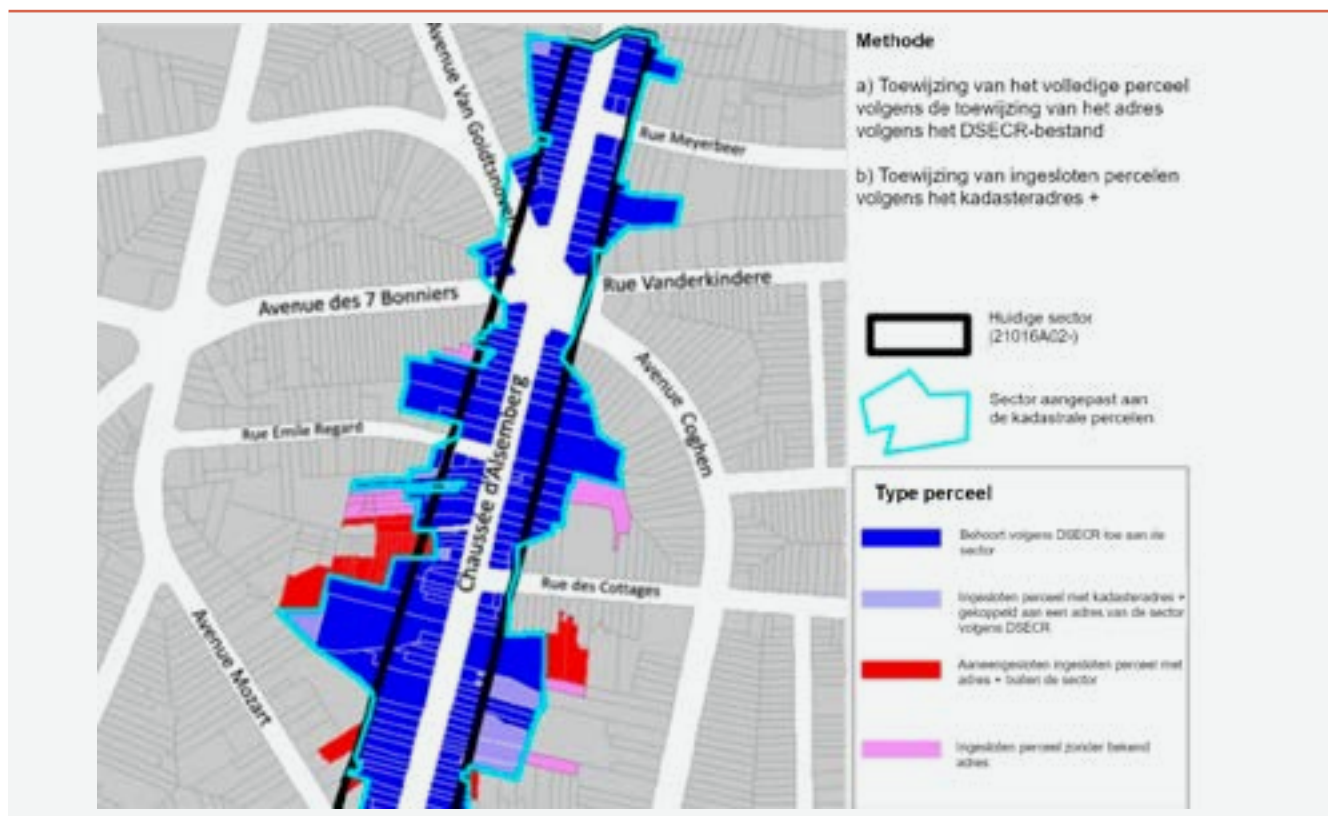 Avenue Van Goldtsnoven
Rue Meyerbeer
Avenue des 7 Bonniers
Rue Vanderkindere
Avenue Coghen
Rue Emile Regard
Chaussée d'Alsemberg
Rue des Cottages
Avenue Mozart
Methode
a) Toewijzing van het volledige perceel
volgens de toewijzing van het adres
volgens het DSECR-bestand
b) Toewijzing van ingesloten percelen
volgens het kadasteradres +
Huidige sector
(21016A02-)
Sector aangepast aan
de kadastrale percelen
Type perceel
Behoort volgens DSECR toe aan de
sector
Ingesloten perceel met kadasteradres +
gekoppeld aan een adres van de sector
volgens DSECR
Aaneengesloten ingesloten perceel met
adres + buiten de sector
Ingesloten perceel zonder bekend
adres